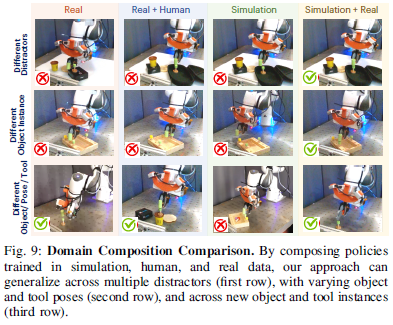 Real
Real + Human
Simulation
Simulation + Real
Different
Distractors
Different
Object Instance
Different
Object/ Pose / Tool
Fig. 9: Domain Composition Comparison. By composing policies
trained in simulation, human, and real data, our approach can
generalize across multiple distractors (first row), with varying object
and tool poses (second row), and across new object and tool instances
(third row).